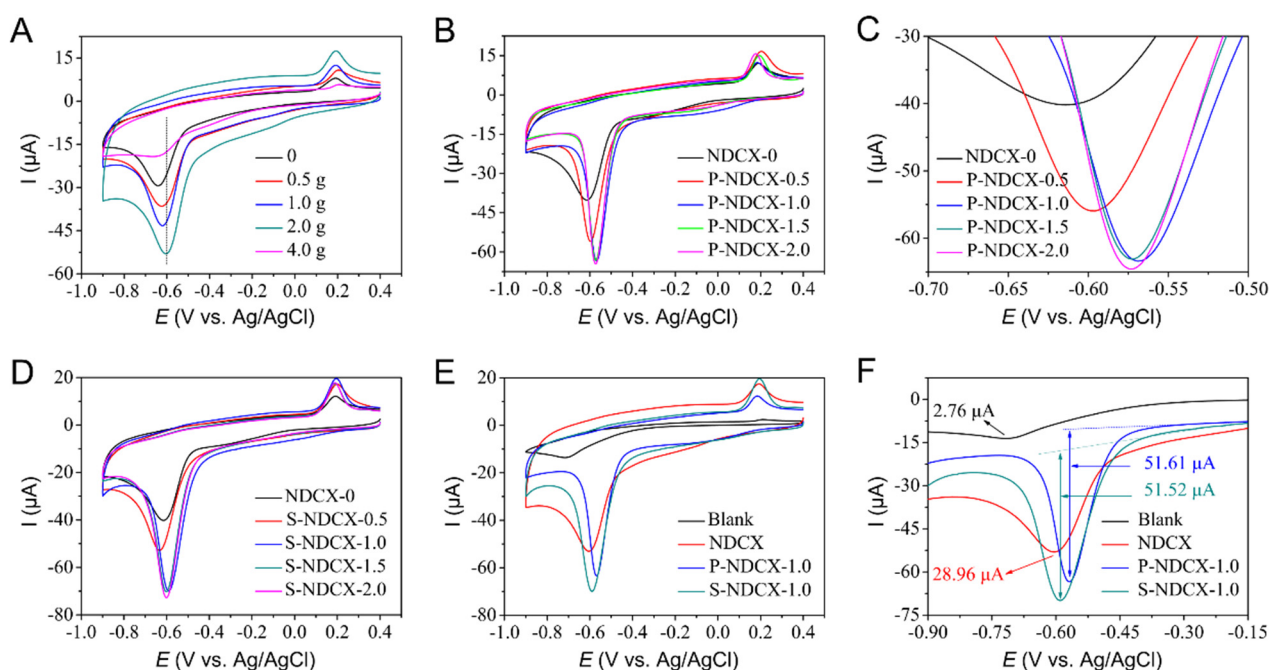 A
15
0
-15
-30
-45
-60
I (μA)
0
0.5 g
1.0 g
2.0 g
4.0 g
-1.0 -0.8 -0.6 -0.4 -0.2 0.0 0.2 0.4
E (V vs. Ag/AgCl)
B
15
0
-15
-30
-45
-60
I (μA)
NDCX-0
P-NDCX-0.5
P-NDCX-1.0
P-NDCX-1.5
P-NDCX-2.0
-1.0 -0.8 -0.6 -0.4 -0.2 0.0 0.2 0.4
E (V vs. Ag/AgCl)
C
-30
-40
-50
-60
I (μA)
NDCX-0
P-NDCX-0.5
P-NDCX-1.0
P-NDCX-1.5
P-NDCX-2.0
-0.70 -0.65 -0.60 -0.55 -0.50
E (V vs. Ag/AgCl)
D
20
0
-20
-40
-60
-80
I (μA)
NDCX-0
S-NDCX-0.5
S-NDCX-1.0
S-NDCX-1.5
S-NDCX-2.0
-1.0 -0.8 -0.6 -0.4 -0.2 0.0 0.2 0.4
E (V vs. Ag/AgCl)
E
20
0
-20
-40
-60
-80
I (μA)
Blank
NDCX
P-NDCX-1.0
S-NDCX-1.0
-1.0 -0.8 -0.6 -0.4 -0.2 0.0 0.2 0.4
E (V vs. Ag/AgCl)
F
0
-15
-30
-45
-60
-75
I (μA)
2.76 μA
51.61 μA
51.52 μA
28.96 μA
Blank
NDCX
P-NDCX-1.0
S-NDCX-1.0
-0.90 -0.75 -0.60 -0.45 -0.30 -0.15
E (V vs. Ag/AgCl)